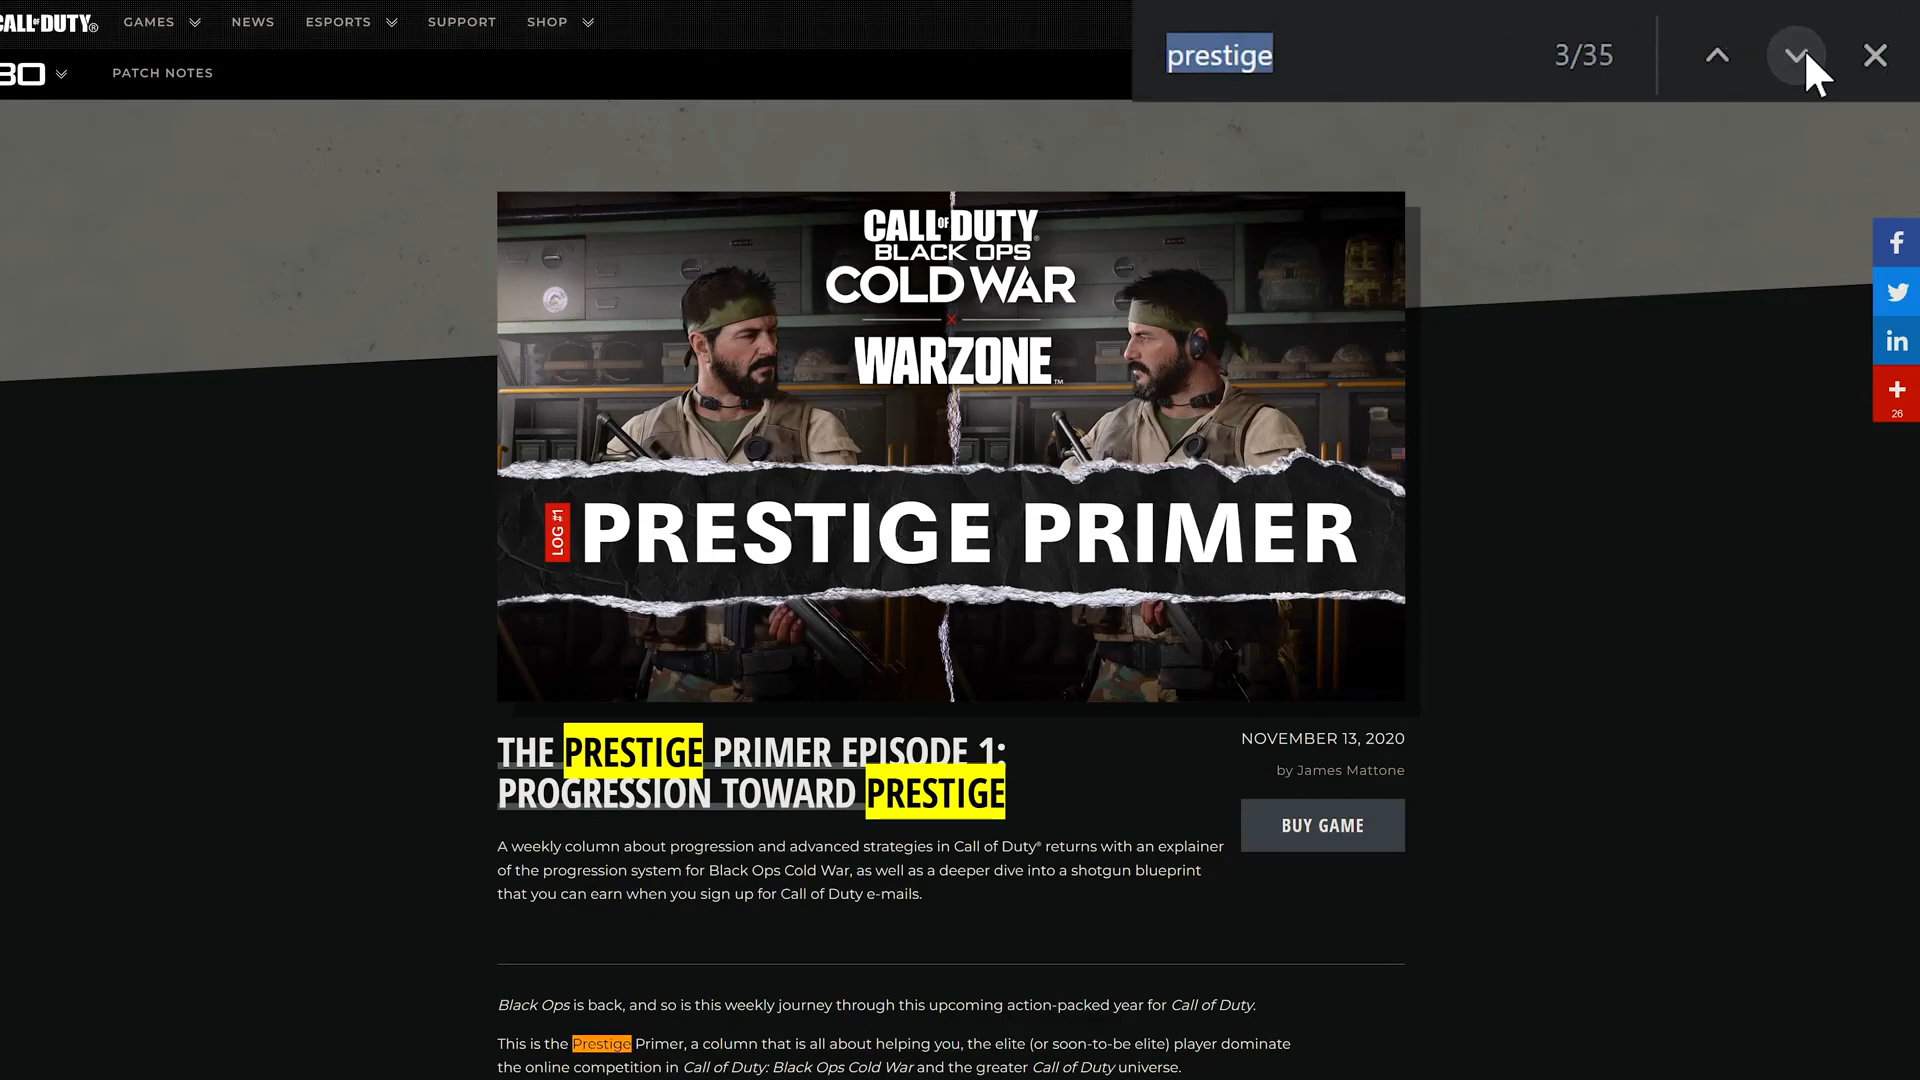 CALL OF DUTY®
GAMES
NEWS
ESPORTS
SUPPORT
SHOP
prestige
3/35
PATCH NOTES
CALL OF DUTY®
BLACK OPS
COLD WAR
WARZONE™
LOG #1
PRESTIGE PRIMER
f
in
+
26
THE PRESTIGE PRIMER EPISODE 1:
PROGRESSION TOWARD PRESTIGE
NOVEMBER 13, 2020
by James Mattone
BUY GAME
A weekly column about progression and advanced strategies in Call of Duty® returns with an explainer
of the progression system for Black Ops Cold War, as well as a deeper dive into a shotgun blueprint
that you can earn when you sign up for Call of Duty e-mails.
Black Ops is back, and so is this weekly journey through this upcoming action-packed year for Call of Duty.
This is the Prestige Primer, a column that is all about helping you, the elite (or soon-to-be elite) player dominate
the online competition in Call of Duty: Black Ops Cold War and the greater Call of Duty universe.